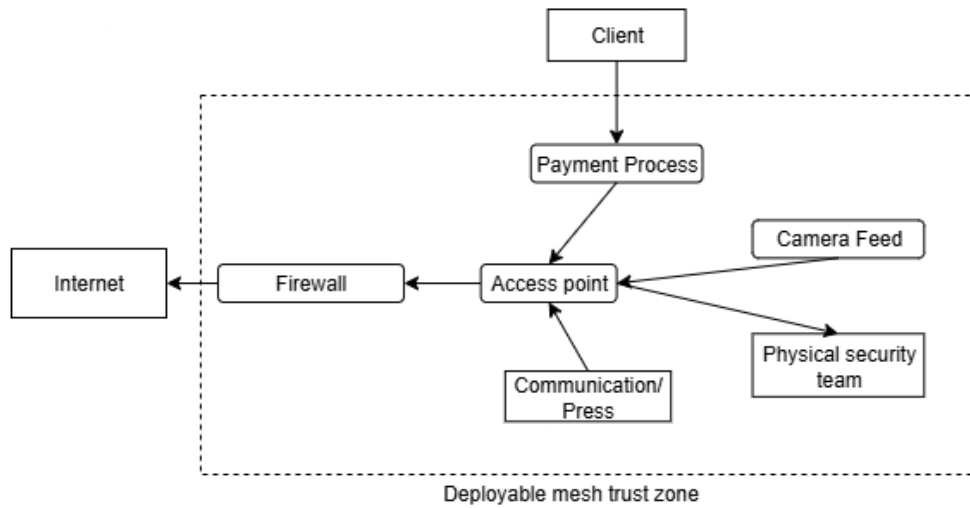 Client
Payment Process
Camera Feed
Internet
Firewall
Access point
Physical security
team
Communication/
Press
Deployable mesh trust zone